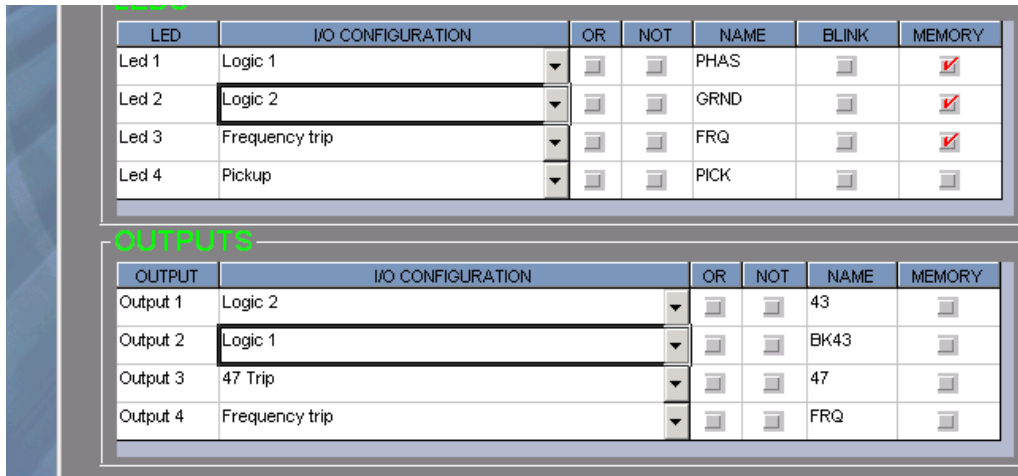 LED I/O CONFIGURATION OR NOT NAME BLINK MEMORY
Led 1 Logic 1 PHAS
Led 2 Logic 2 GRND
Led 3 Frequency trip FRQ
Led 4 Pickup PICK
OUTPUTS
OUTPUT I/O CONFIGURATION OR NOT NAME MEMORY
Output 1 Logic 2 43
Output 2 Logic 1 BK43
Output 3 47 Trip 47
Output 4 Frequency trip FRQ